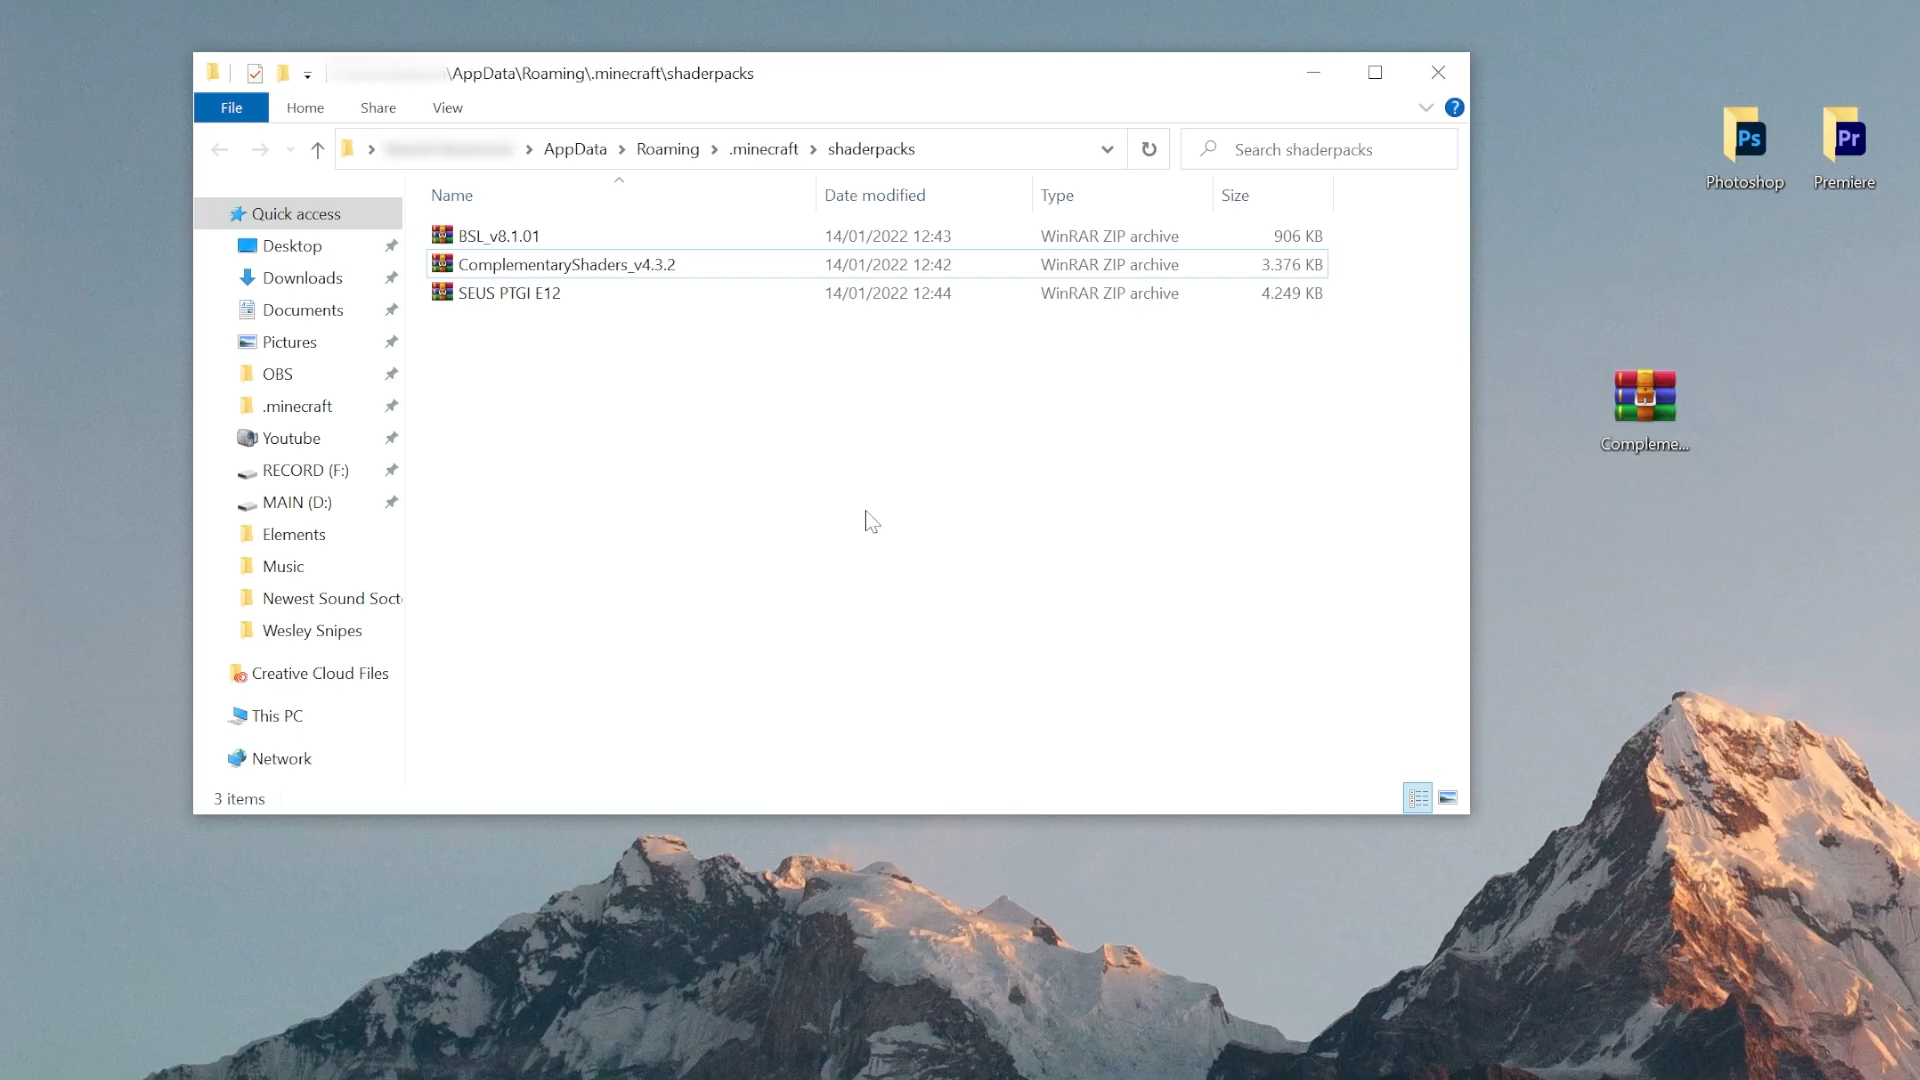 \AppData\Roaming\.minecraft\shaderpacks
File Home Share View
AppData Roaming .minecraft shaderpacks
Search shaderpacks
Name Date modified Type Size
BSL_v8.1.01 14/01/2022 12:43 WinRAR ZIP archive 906 KB
ComplementaryShaders_v4.3.2 14/01/2022 12:42 WinRAR ZIP archive 3.376 KB
SEUS PTGI E12 14/01/2022 12:44 WinRAR ZIP archive 4.249 KB
Quick access
Desktop
Downloads
Documents
Pictures
OBS
.minecraft
Youtube
RECORD (F:)
MAIN (D:)
Elements
Music
Newest Sound Soct
Wesley Snipes
Creative Cloud Files
This PC
Network
3 items
Ps
Photoshop
Pr
Premiere
Compleme...